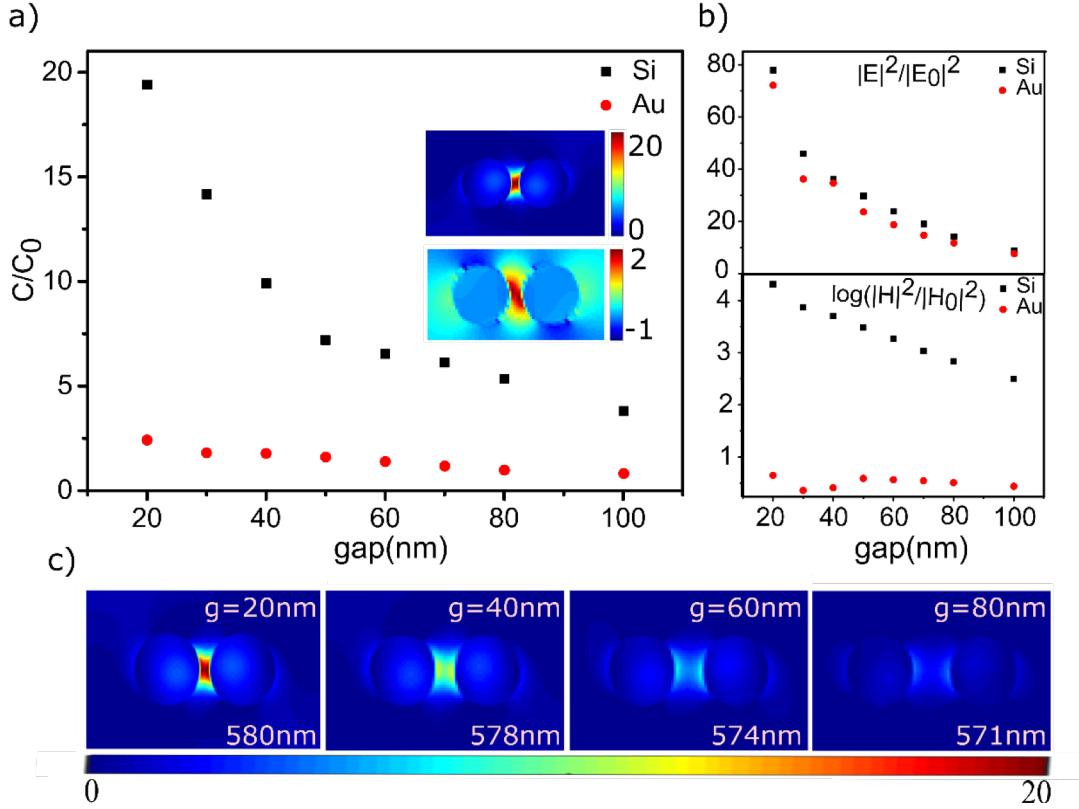 a)
20
15
10
5
0
C/C0
Si
Au
20
0
2
-1
20
40
60
80
100
gap(nm)
b)
80
60
40
20
0
|E|²/|E0|²
Si
Au
4
3
2
1
log(|H|²/|H0|²)
Si
Au
20
40
60
80
100
gap(nm)
c)
g=20nm
580nm
g=40nm
578nm
g=60nm
574nm
g=80nm
571nm
0
20